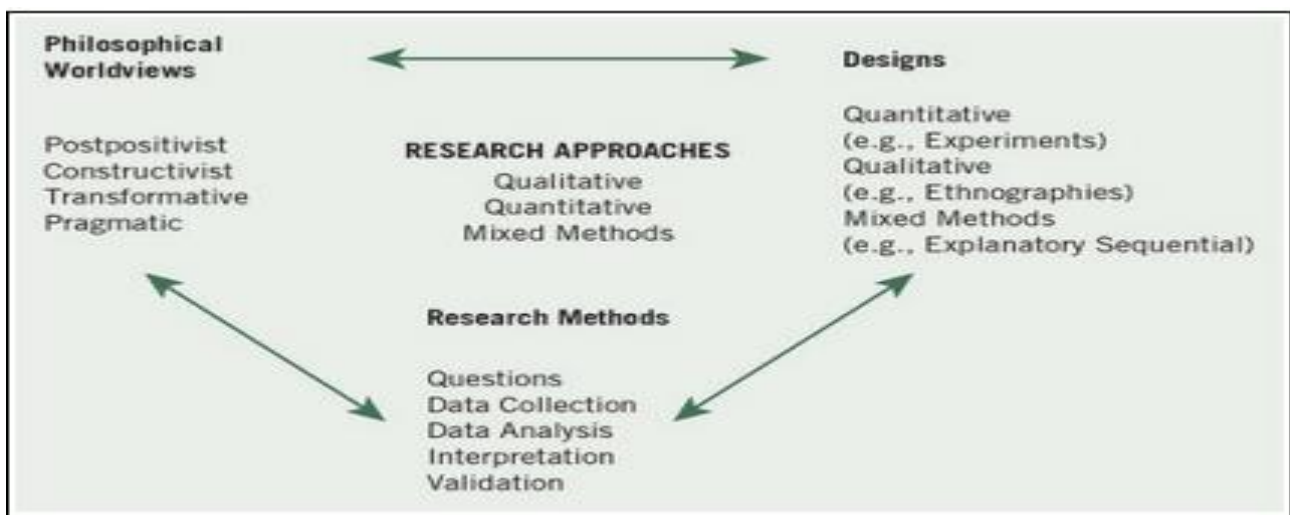 Philosophical
Worldviews
Postpositivist
Constructivist
Transformative
Pragmatic
RESEARCH APPROACHES
Qualitative
Quantitative
Mixed Methods
Designs
Quantitative
(e.g., Experiments)
Qualitative
(e.g., Ethnographies)
Mixed Methods
(e.g., Explanatory Sequential)
Research Methods
Questions
Data Collection
Data Analysis
Interpretation
Validation